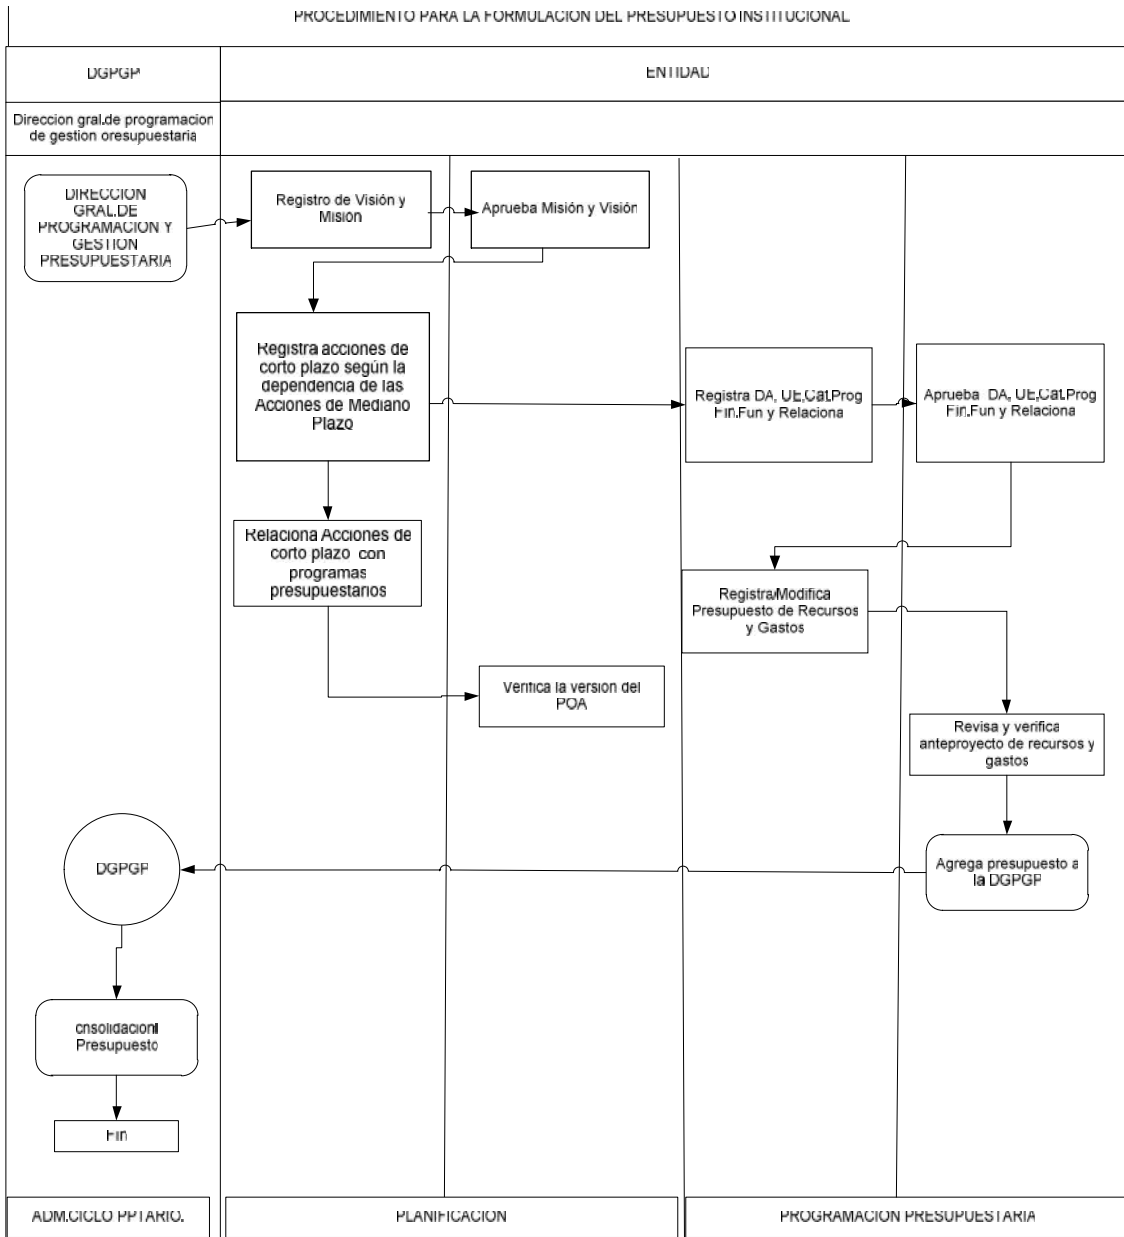 PROCEDIMIENTO PARA LA FORMULACION DEL PRESUPUESTO INSTITUCIONAL
DGPGP
ENTIDAD
Direccion gral.de programacion
de gestion oresupuestaria
DIRECCION
GRAL.DE
PROGRAMACION Y
GESTION
PRESUPUESTARIA
Registro de Visión y
Misión
Aprueba Misión y Visión
Registra acciones de
corto plazo según la
dependencia de las
Acciones de Mediano
Plazo
Registra DA, UE,Cat.Prog
Fin.Fun y Relaciona
Aprueba DA, UE,Cat.Prog
Fin.Fun y Relaciona
Relaciona Acciones de
corto plazo con
programas
presupuestarios
Registra/Modifica
Presupuesto de Recursos
y Gastos
Verifica la version del
POA
Revisa y verifica
anteproyecto de recursos y
gastos
DGPGP
Agrega presupuesto a
la DGPGP
cnsolidacionl
Presupuesto
Fin
ADM.CICLO PPTARIO.
PLANIFICACION
PROGRAMACION PRESUPUESTARIA